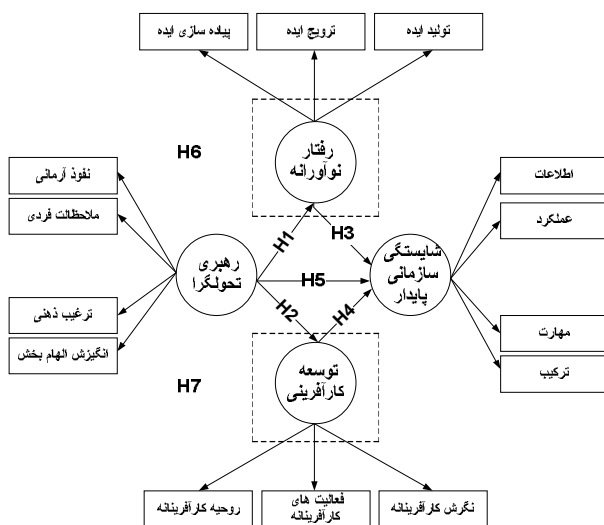 تولید ایده
ترویج ایده
پیاده سازی ایده
H6
رفتار
نوآورانه
نفوذ آرمانی
ملاحظات فردی
ترغیب ذهنی
انگیزش الهام بخش
رهبری
تحولگرا
H1
H3
H5
H2
H4
شایستگی
سازمانی
پایدار
اطلاعات
عملکرد
مهارت
ترکیب
H7
توسعه
کارآفرینی
نگرش کارآفرینانه
فعالیت های
کارآفرینانه
روحیه کارآفرینانه